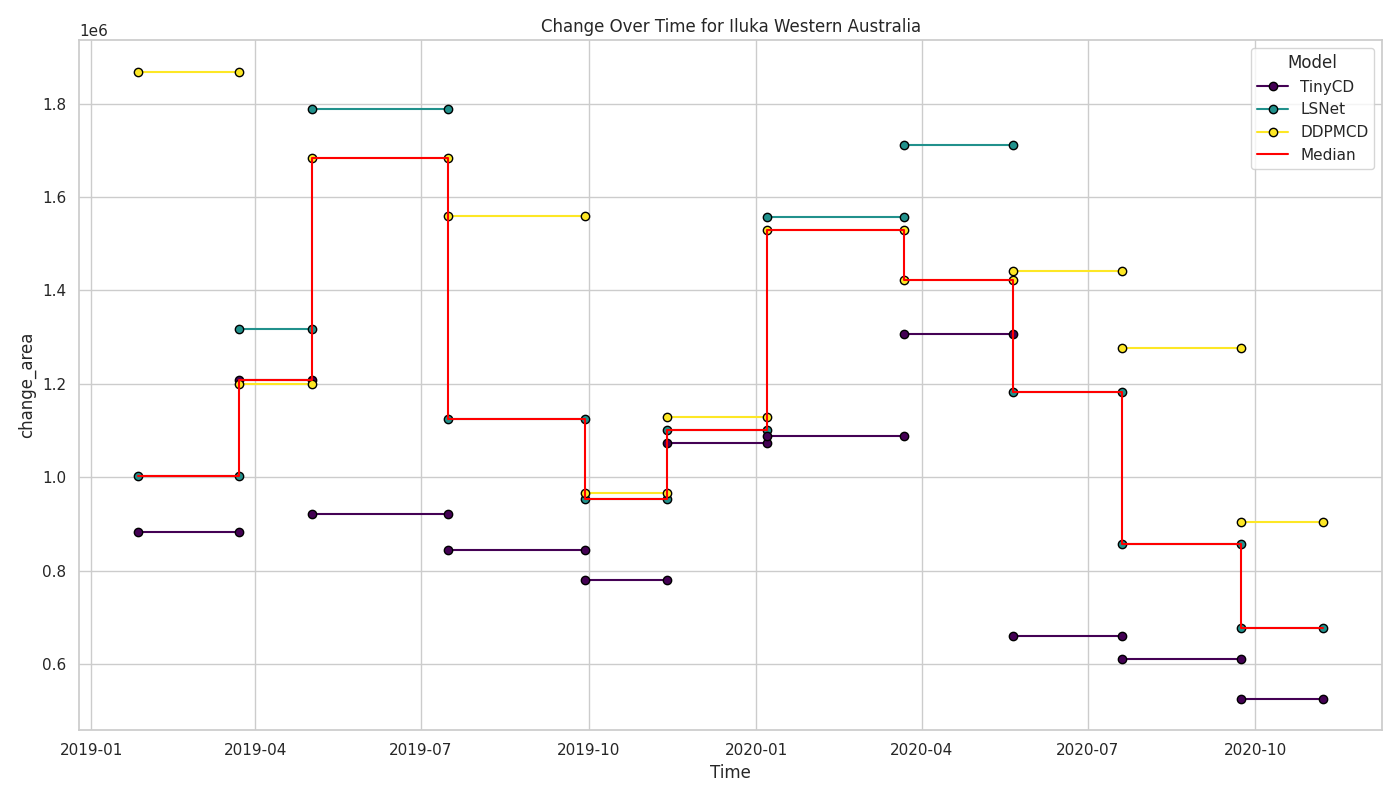 Change Over Time for Iluka Western Australia
1e6
Model
TinyCD
LSNet
DDPMCD
Median
1.8
1.6
1.4
1.2
1.0
0.8
0.6
change_area
2019-01 2019-04 2019-07 2019-10 2020-01 2020-04 2020-07 2020-10
Time